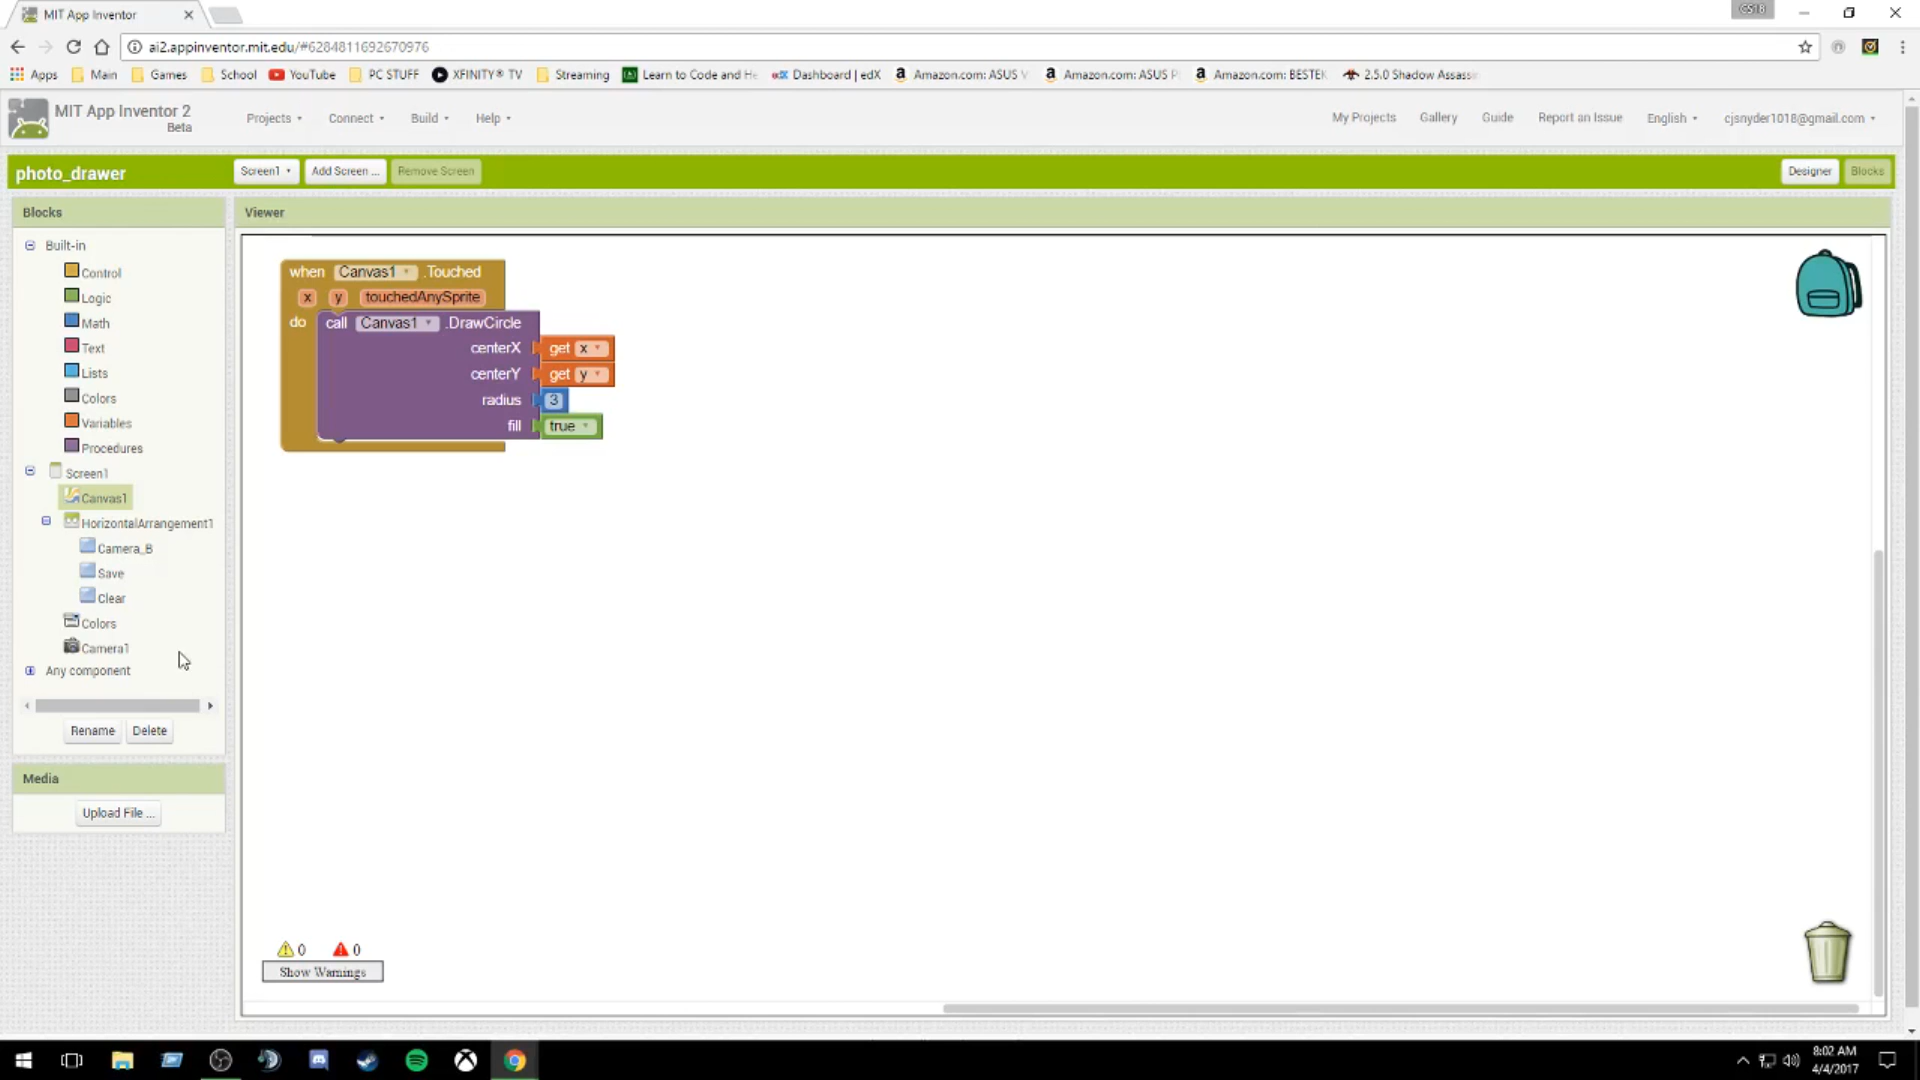 MIT App Inventor
CS18
ai2.appinventor.mit.edu/#6284811692670976
Apps Main Games School YouTube PC STUFF XFINITY® TV Streaming Learn to Code and He Dashboard | edX Amazon.com: ASUS V Amazon.com: ASUS P Amazon.com: BESTEK 2.5.0 Shadow Assassi
MIT App Inventor 2
Beta
Projects Connect Build Help My Projects Gallery Guide Report an Issue English cjsnyder1018@gmail.com
photo_drawer Screen1 Add Screen ... Remove Screen Designer Blocks
Blocks
Viewer
Built-in
Control
Logic
Math
Text
Lists
Colors
Variables
Procedures
Screen1
Canvas1
HorizontalArrangement1
Camera_B
Save
Clear
Colors
Camera1
Any component
Rename Delete
Media
Upload File ...
when Canvas1 .Touched
x y touchedAnySprite
do call Canvas1 .DrawCircle
centerX get x
centerY get y
radius 3
fill true
0 0
Show Warnings
8:02 AM
4/4/2017